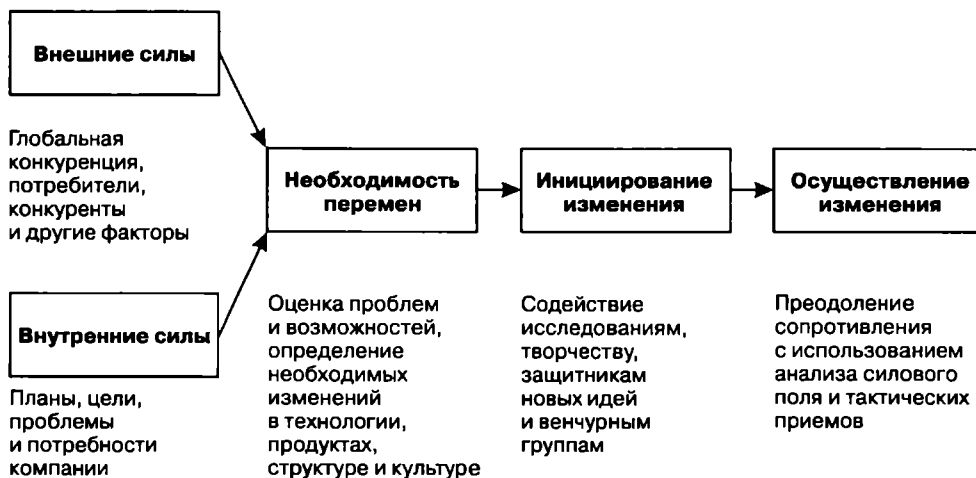 Внешние силы
Глобальная
конкуренция,
потребители,
конкуренты
и другие факторы
Внутренние силы
Планы, цели,
проблемы
и потребности
компании
Необходимость
перемен
Оценка проблем
и возможностей,
определение
необходимых
изменений
в технологии,
продуктах,
структуре и культуре
Инициирование
изменения
Содействие
исследованиям,
творчеству,
защитникам
новых идей
и венчурным
группам
Осуществление
изменения
Преодоление
сопротивления
с использованием
анализа силового
поля и тактических
приемов